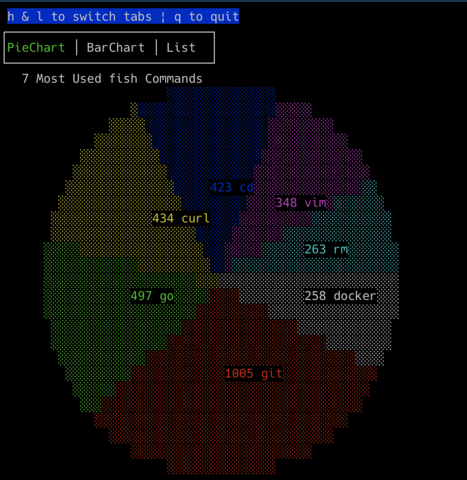 h & l to switch tabs ¦ q to quit
PieChart │ BarChart │ List
7 Most Used fish Commands
423 cd
348 vim
434 curl
263 rm
497 go
258 docker
1005 git